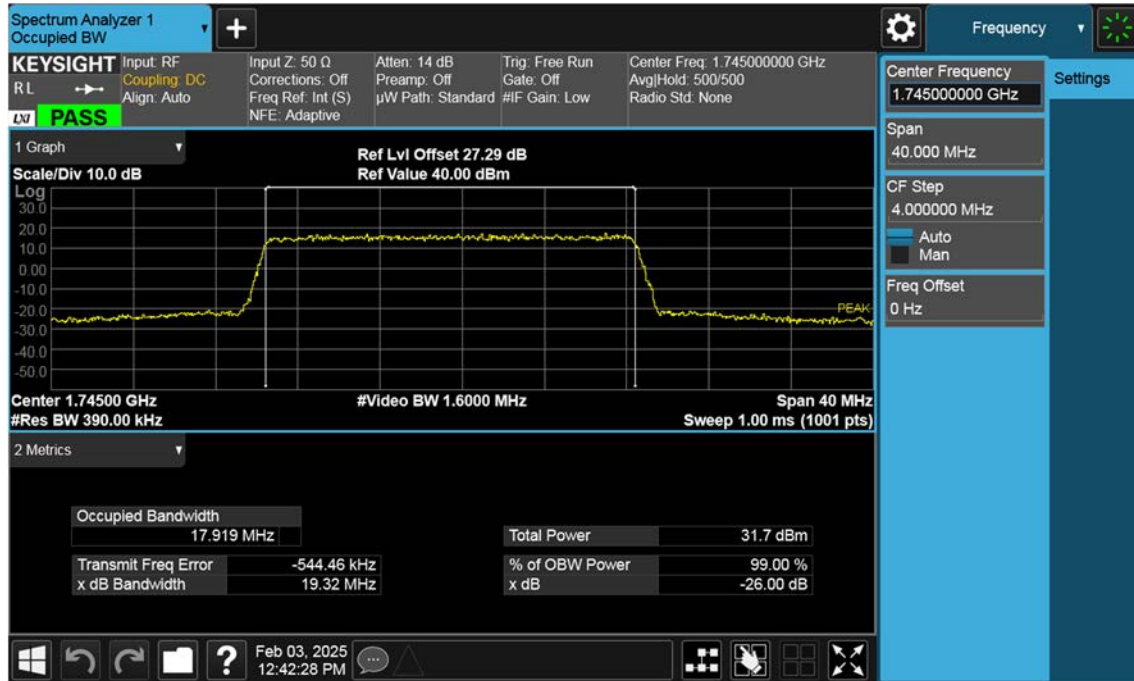 Spectrum Analyzer 1
Occupied BW
+
Frequency
KEYSIGHT
RL
LXI PASS
Input: RF
Coupling: DC
Align: Auto
Input Z: 50 Ω
Corrections: Off
Freq Ref: Int (S)
NFE: Adaptive
Atten: 14 dB
Preamp: Off
µW Path: Standard
Trig: Free Run
Gate: Off
#IF Gain: Low
Center Freq: 1.745000000 GHz
Avg|Hold: 500/500
Radio Std: None
1 Graph
Scale/Div 10.0 dB
Ref Lvl Offset 27.29 dB
Ref Value 40.00 dBm
Log
30.0
20.0
10.0
0.00
-10.0
-20.0
-30.0
-40.0
-50.0
PEAK
Center 1.74500 GHz
#Video BW 1.6000 MHz
Span 40 MHz
#Res BW 390.00 kHz
Sweep 1.00 ms (1001 pts)
2 Metrics
Occupied Bandwidth
17.919 MHz
Total Power 31.7 dBm
Transmit Freq Error -544.46 kHz
% of OBW Power 99.00 %
x dB Bandwidth 19.32 MHz
x dB -26.00 dB
Center Frequency
1.745000000 GHz
Settings
Span
40.000 MHz
CF Step
4.000000 MHz
Auto
Man
Freq Offset
0 Hz
?
Feb 03, 2025
12:42:28 PM